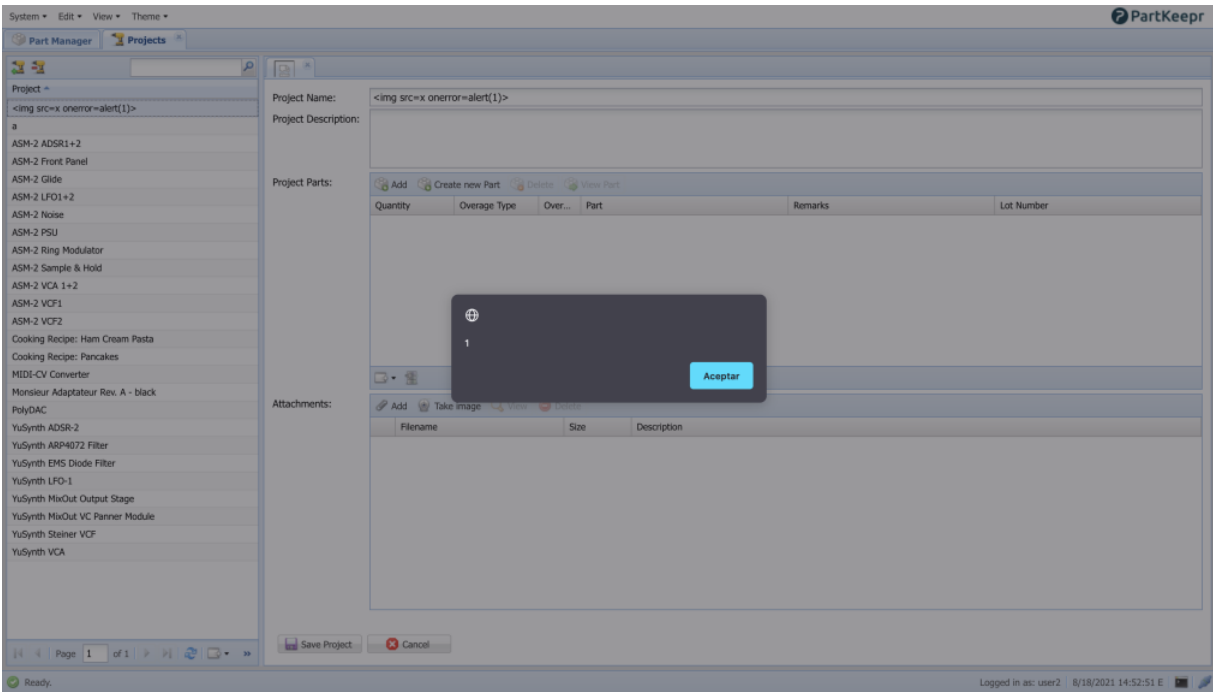 System Edit View Theme
PartKeepr
Part Manager Projects
Project
<img src=x onerror=alert(1)>
a
ASM-2 ADSR1+2
ASM-2 Front Panel
ASM-2 Glide
ASM-2 LFO1+2
ASM-2 Noise
ASM-2 PSU
ASM-2 Ring Modulator
ASM-2 Sample & Hold
ASM-2 VCA 1+2
ASM-2 VCF1
ASM-2 VCF2
Cooking Recipe: Ham Cream Pasta
Cooking Recipe: Pancakes
MIDI-CV Converter
Monsieur Adaptateur Rev. A - black
PolyDAC
YuSynth ADSR-2
YuSynth ARP4072 Filter
YuSynth EMS Diode Filter
YuSynth LFO-1
YuSynth MixOut Output Stage
YuSynth MixOut VC Panner Module
YuSynth Steiner VCF
YuSynth VCA
Page 1 of 1
Project Name: <img src=x onerror=alert(1)>
Project Description:
Project Parts:
Add Create new Part Delete View Part
Quantity Overage Type Over... Part Remarks Lot Number
1
Aceptar
Attachments:
Add Take image View Delete
Filename Size Description
Save Project Cancel
Ready.
Logged in as: user2 8/18/2021 14:52:51 E